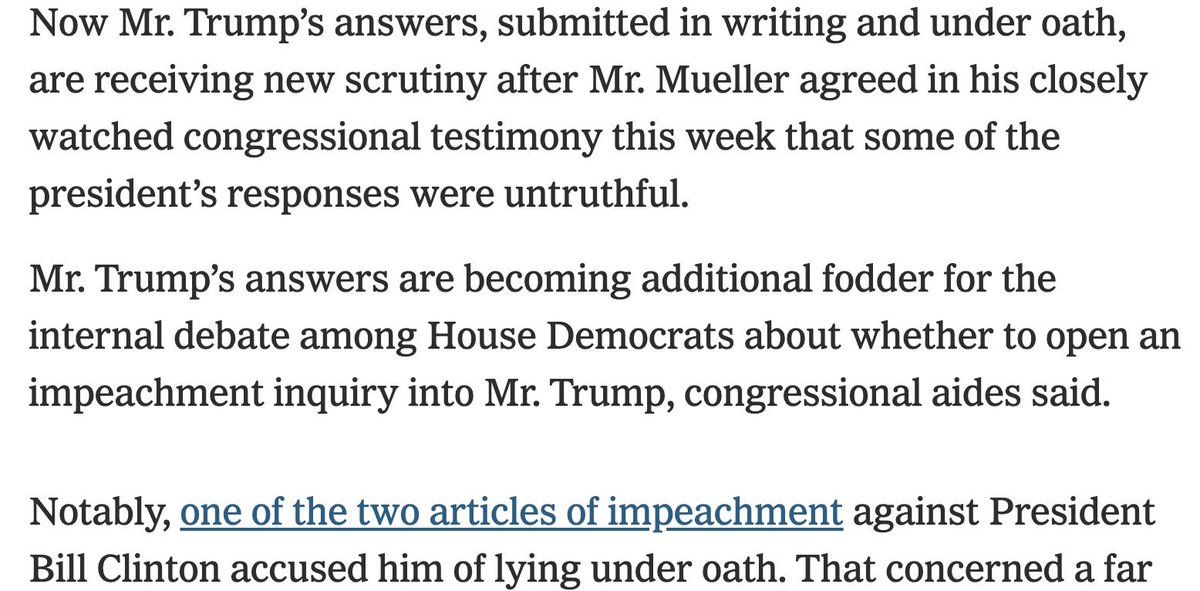 Now Mr. Trump’s answers, submitted in writing and under oath,
are receiving new scrutiny after Mr. Mueller agreed in his closely
watched congressional testimony this week that some of the
president’s responses were untruthful.
Mr. Trump’s answers are becoming additional fodder for the
internal debate among House Democrats about whether to open an
impeachment inquiry into Mr. Trump, congressional aides said.
Notably, one of the two articles of impeachment against President
Bill Clinton accused him of lying under oath. That concerned a far